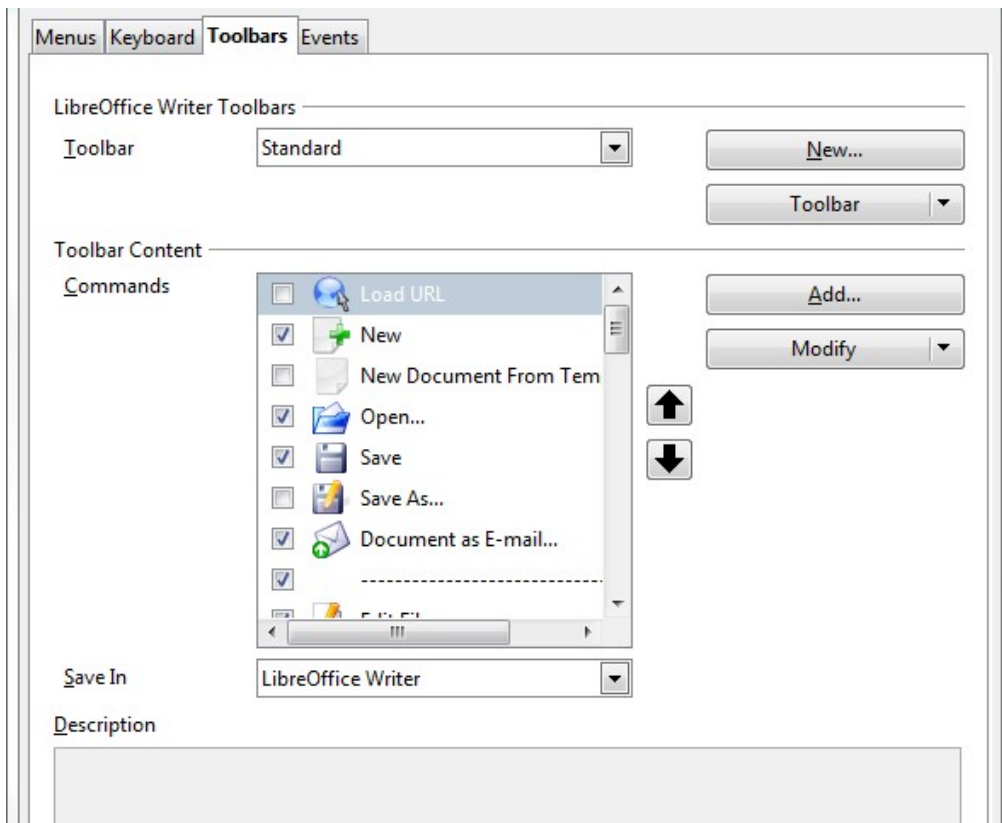 Menus Keyboard Toolbars Events
LibreOffice Writer Toolbars
Toolbar Standard New...
Toolbar
Toolbar Content
Commands Load URL Add...
New
Modify
New Document From Tem
Open...
Save
Save As...
Document as E-mail...
----------------------------
Save In LibreOffice Writer
Description